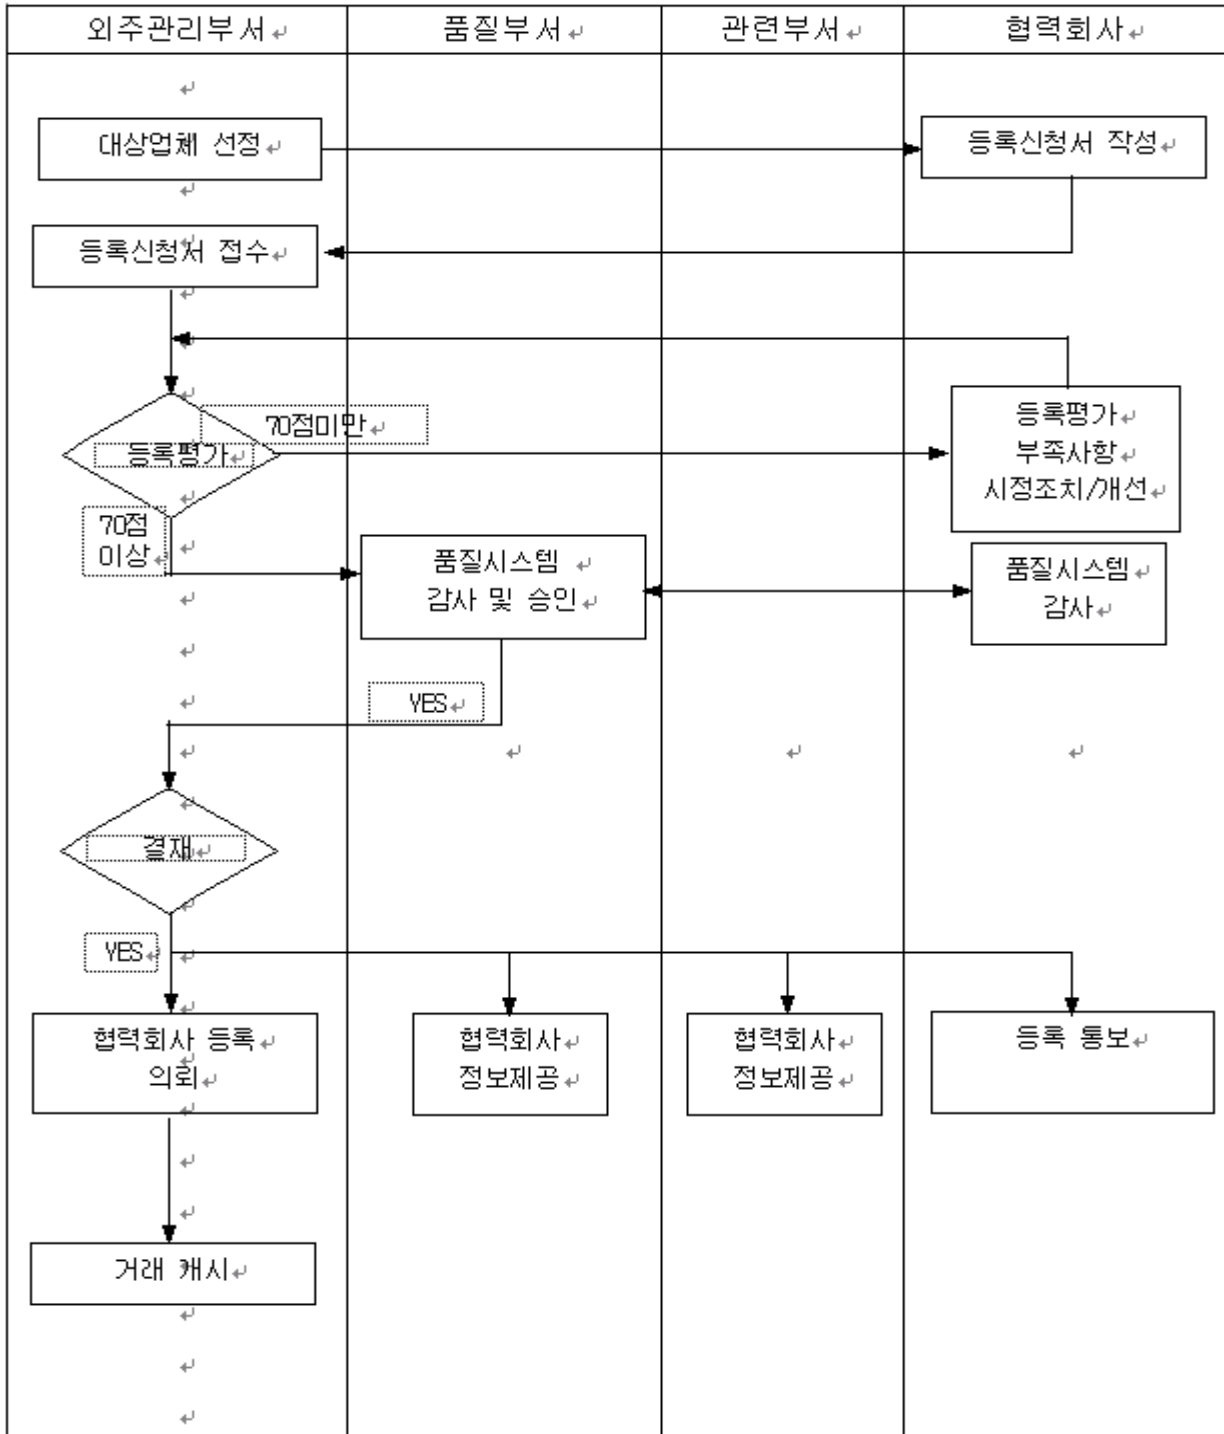 외주관리부서 품질부서 관련부서 협력회사
대상업체 선정
등록신청서 작성
등록신청서 접수
70점미만
등록평가
등록평가
부족사항
시정조치/개선
70점
이상
품질시스템
감사 및 승인
품질시스템
감사
YES
결재
YES
협력회사 등록
의뢰
협력회사
정보제공
협력회사
정보제공
등록 통보
거래 캐시